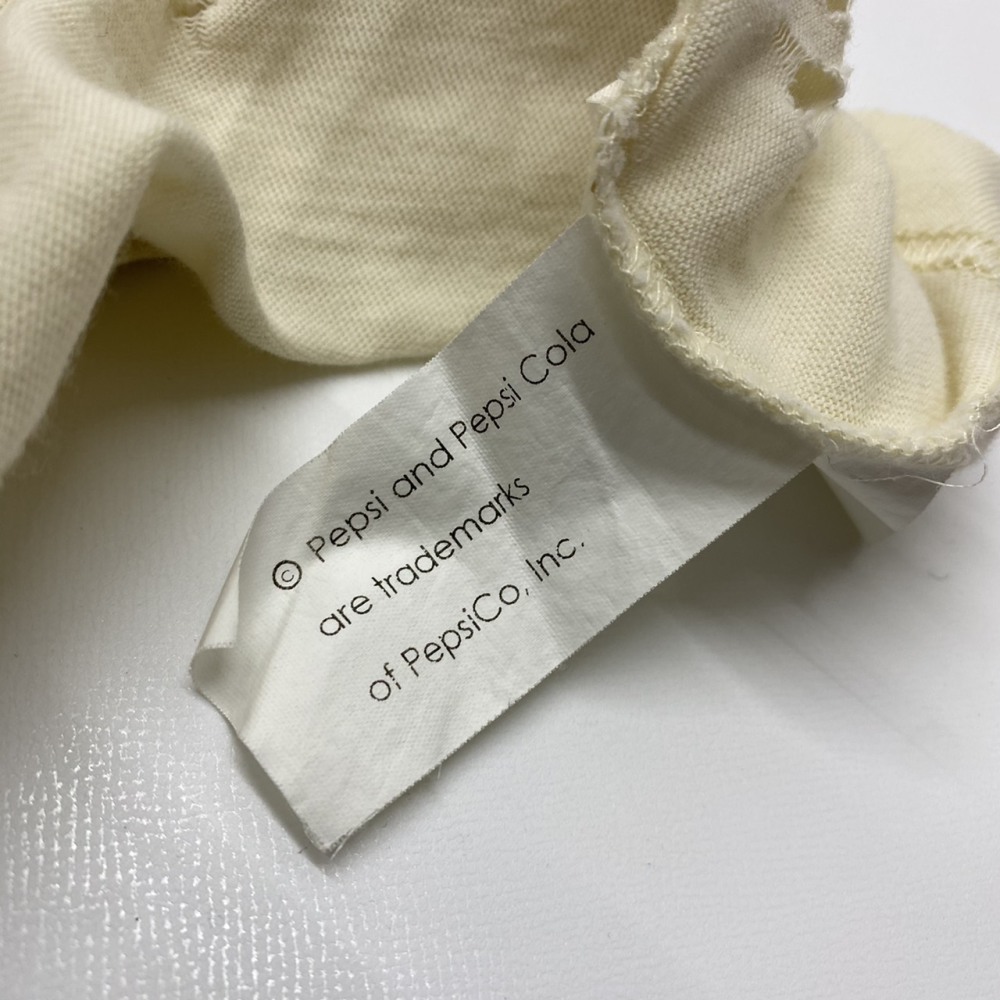 © Pepsi and Pepsi Cola
are trademarks
of PepsiCo, Inc.